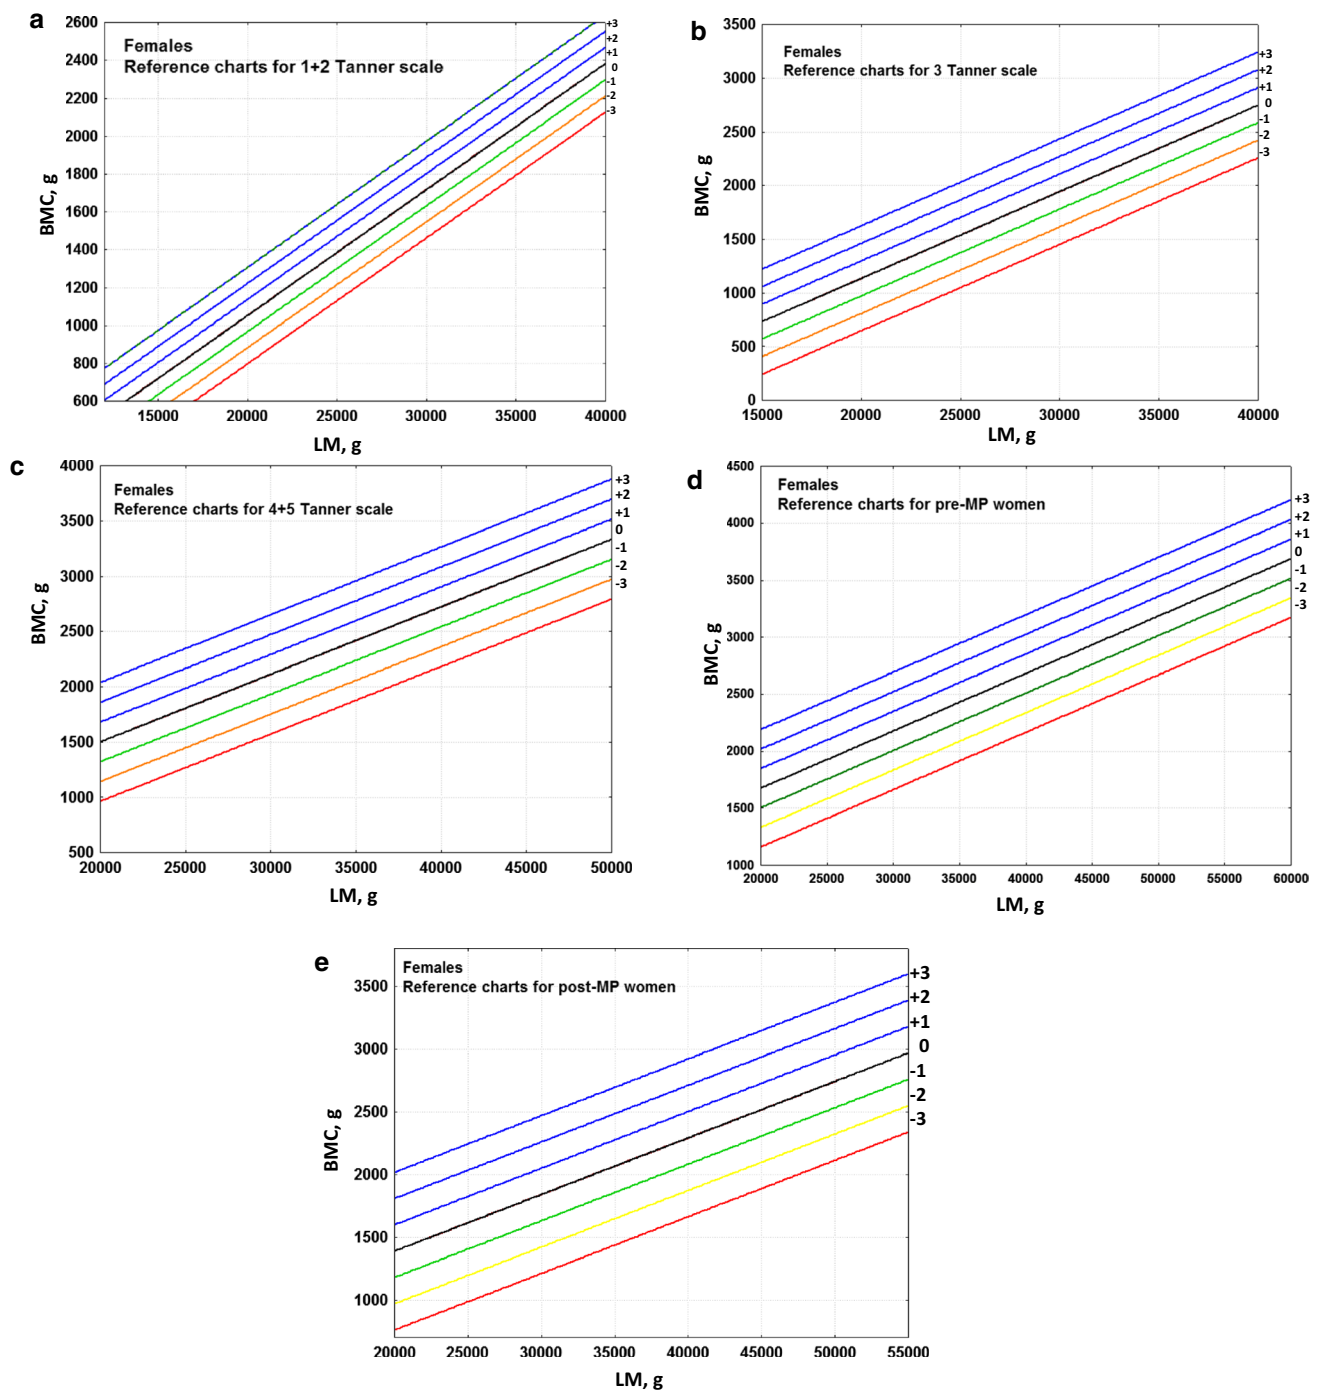 a
Females
Reference charts for 1+2 Tanner scale
BMC, g
2600
2400
2200
2000
1800
1600
1400
1200
1000
800
600
15000 20000 25000 30000 35000 40000
LM, g
+3
+2
+1
0
-1
-2
-3
b
Females
Reference charts for 3 Tanner scale
BMC, g
3500
3000
2500
2000
1500
1000
500
0
15000 20000 25000 30000 35000 40000
LM, g
+3
+2
+1
0
-1
-2
-3
c
Females
Reference charts for 4+5 Tanner scale
BMC, g
4000
3500
3000
2500
2000
1500
1000
500
20000 25000 30000 35000 40000 45000 50000
LM, g
+3
+2
+1
0
-1
-2
-3
d
Females
Reference charts for pre-MP women
BMC, g
4500
4000
3500
3000
2500
2000
1500
1000
20000 25000 30000 35000 40000 45000 50000 55000 60000
LM, g
+3
+2
+1
0
-1
-2
-3
e
Females
Reference charts for post-MP women
BMC, g
3500
3000
2500
2000
1500
1000
20000 25000 30000 35000 40000 45000 50000 55000
LM, g
+3
+2
+1
0
-1
-2
-3